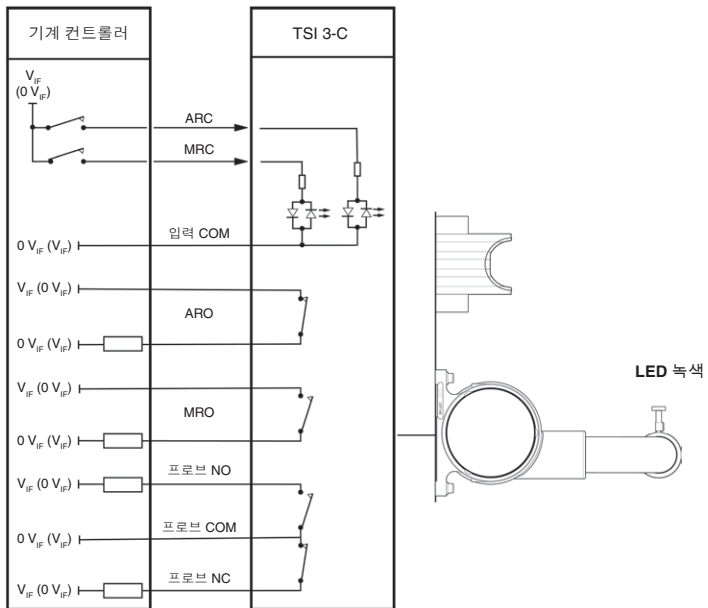 기계 컨트롤러
TSI 3-C
V_IF
(0 V_IF)
ARC
MRC
입력 COM
0 V_IF (V_IF)
V_IF (0 V_IF)
ARO
0 V_IF (V_IF)
V_IF (0 V_IF)
MRO
0 V_IF (V_IF)
프로브 NO
V_IF (0 V_IF)
프로브 COM
0 V_IF (V_IF)
프로브 NC
V_IF (0 V_IF)
LED 녹색